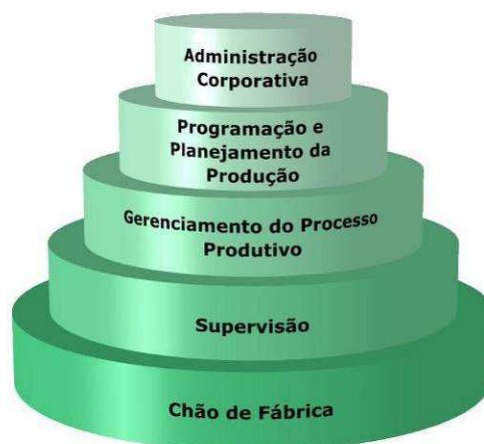 Administração
Corporativa
Programação e
Planejamento da
Produção
Gerenciamento do Processo
Produtivo
Supervisão
Chão de Fábrica